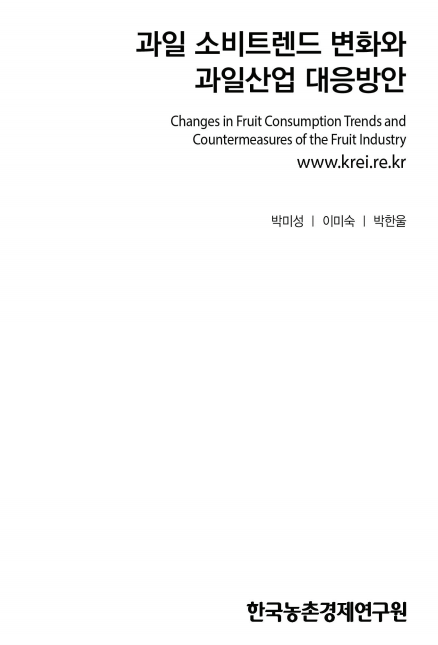 과일 소비트렌드 변화와
과일산업 대응방안
Changes in Fruit Consumption Trends and
Countermeasures of the Fruit Industry
www.krei.re.kr
박미성 | 이미숙 | 박한울
한국농촌경제연구원